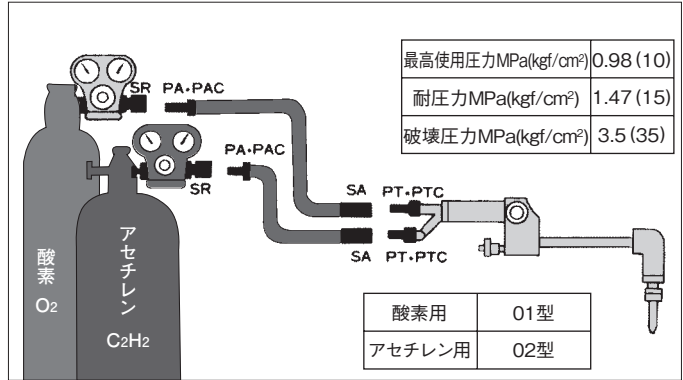 最高使用圧力MPa(kgf/cm²) 0.98(10)
耐圧力MPa(kgf/cm²) 1.47(15)
破壊圧力MPa(kgf/cm²) 3.5(35)
SR PA・PAC
PA・PAC
SR
SA PT・PTC
SA PT・PTC
酸素
O2
アセチレン
C2H2
酸素用 01型
アセチレン用 02型